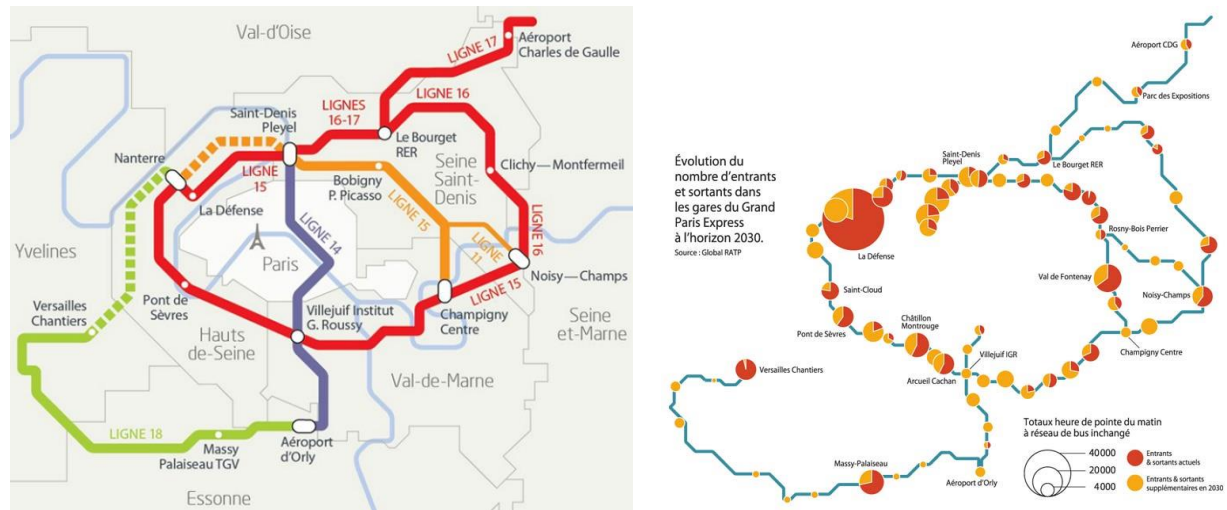 Val-d'Oise
LIGNE 17
Aéroport
Charles de Gaulle
Saint-Denis
Pleyel
LIGNES
16-17
LIGNE 16
Nanterre
Le Bourget
RER
LIGNE
15
Seine
Saint-
Denis
Clichy—Montfermeil
Bobigny
P. Picasso
La Défense
LIGNE 15
LIGNE 14
LIGNE
11
LIGNE 16
Yvelines
Paris
Noisy—Champs
LIGNE 15
Pont de
Sèvres
Versailles
Chantiers
Villejuif Institut
G. Roussy
Champigny
Centre
Seine
et-Marne
Hauts
de-Seine
Val-de-Marne
LIGNE 18
Massy
Palaiseau TGV
Aéroport
d'Orly
Essonne
Aéroport CDG
Parc des Expositions
Évolution du
nombre d'entrants
et sortants dans
les gares du Grand
Paris Express
à l'horizon 2030.
Source : Global RATP
Saint-Denis
Pleyel
Le Bourget RER
La Défense
Rosny-Bois Perrier
Val de Fontenay
Noisy-Champs
Saint-Cloud
Pont de Sèvres
Châtillon
Montrouge
Villejuif IGR
Champigny Centre
Versailles Chantiers
Arcueil Cachan
Massy-Palaiseau
Aéroport d'Orly
Totaux heure de pointe du matin
à réseau de bus inchangé
40000
20000
4000
Entrants
& sortants actuels
Entrants & sortants
supplémentaires en 2030